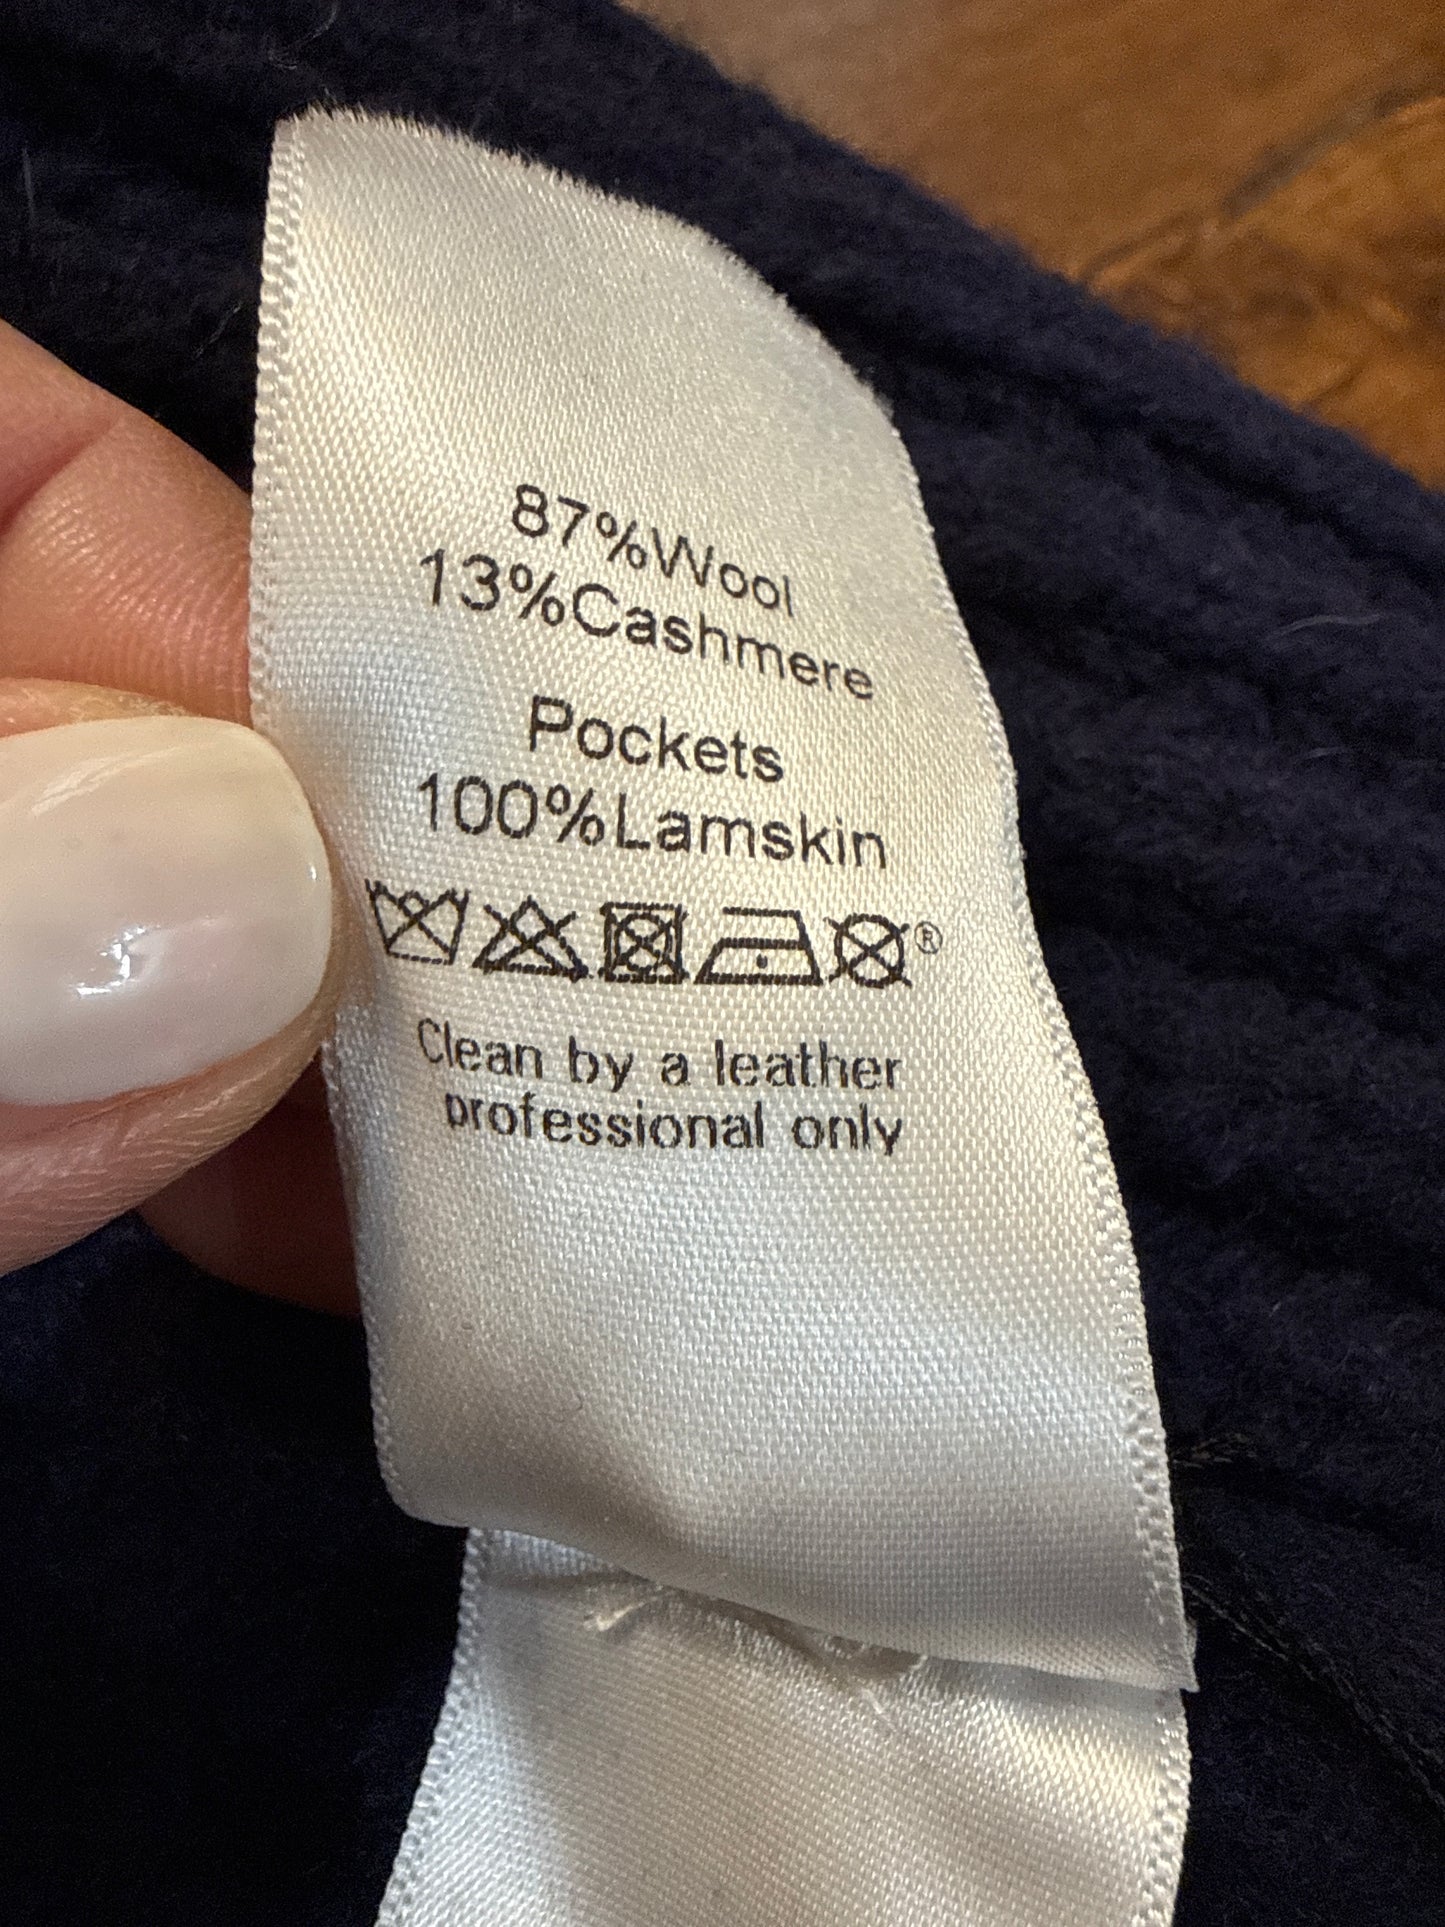 87%Wool
13%Cashmere
Pockets
100%Lamskin
®
Clean by a leather
professional only